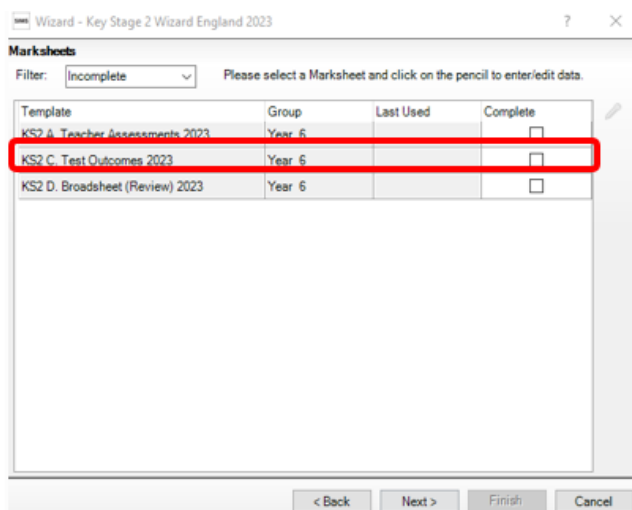 SIMS Wizard - Key Stage 2 Wizard England 2023 ?
Marksheets
Filter: Incomplete Please select a Marksheet and click on the pencil to enter/edit data.
Template Group Last Used Complete
KS2 A. Teacher Assessments 2023 Year 6
KS2 C. Test Outcomes 2023 Year 6
KS2 D. Broadsheet (Review) 2023 Year 6
< Back Next > Finish Cancel